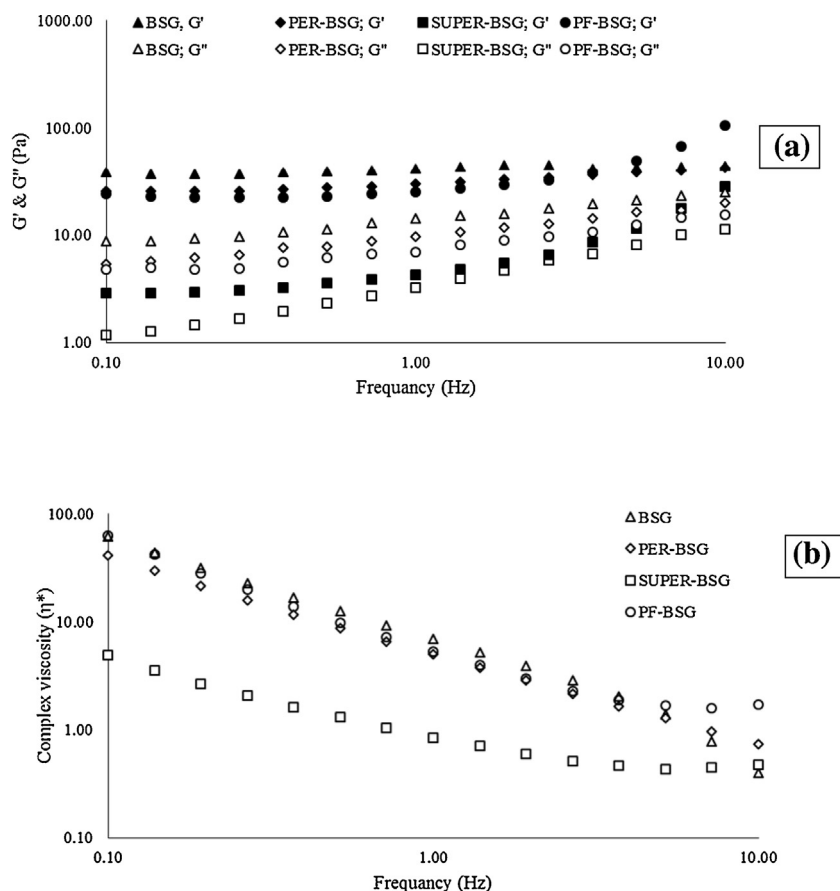 BSG, G' PER-BSG; G' SUPER-BSG; G' PF-BSG; G'
BSG; G" PER-BSG; G" SUPER-BSG; G" PF-BSG; G"
1000.00
100.00
10.00
1.00
G' & G" (Pa)
(a)
0.10 1.00 10.00
Frequancy (Hz)
100.00
10.00
1.00
0.10
Complex viscosity (η*)
BSG
PER-BSG
SUPER-BSG
PF-BSG
(b)
0.10 1.00 10.00
Frequancy (Hz)